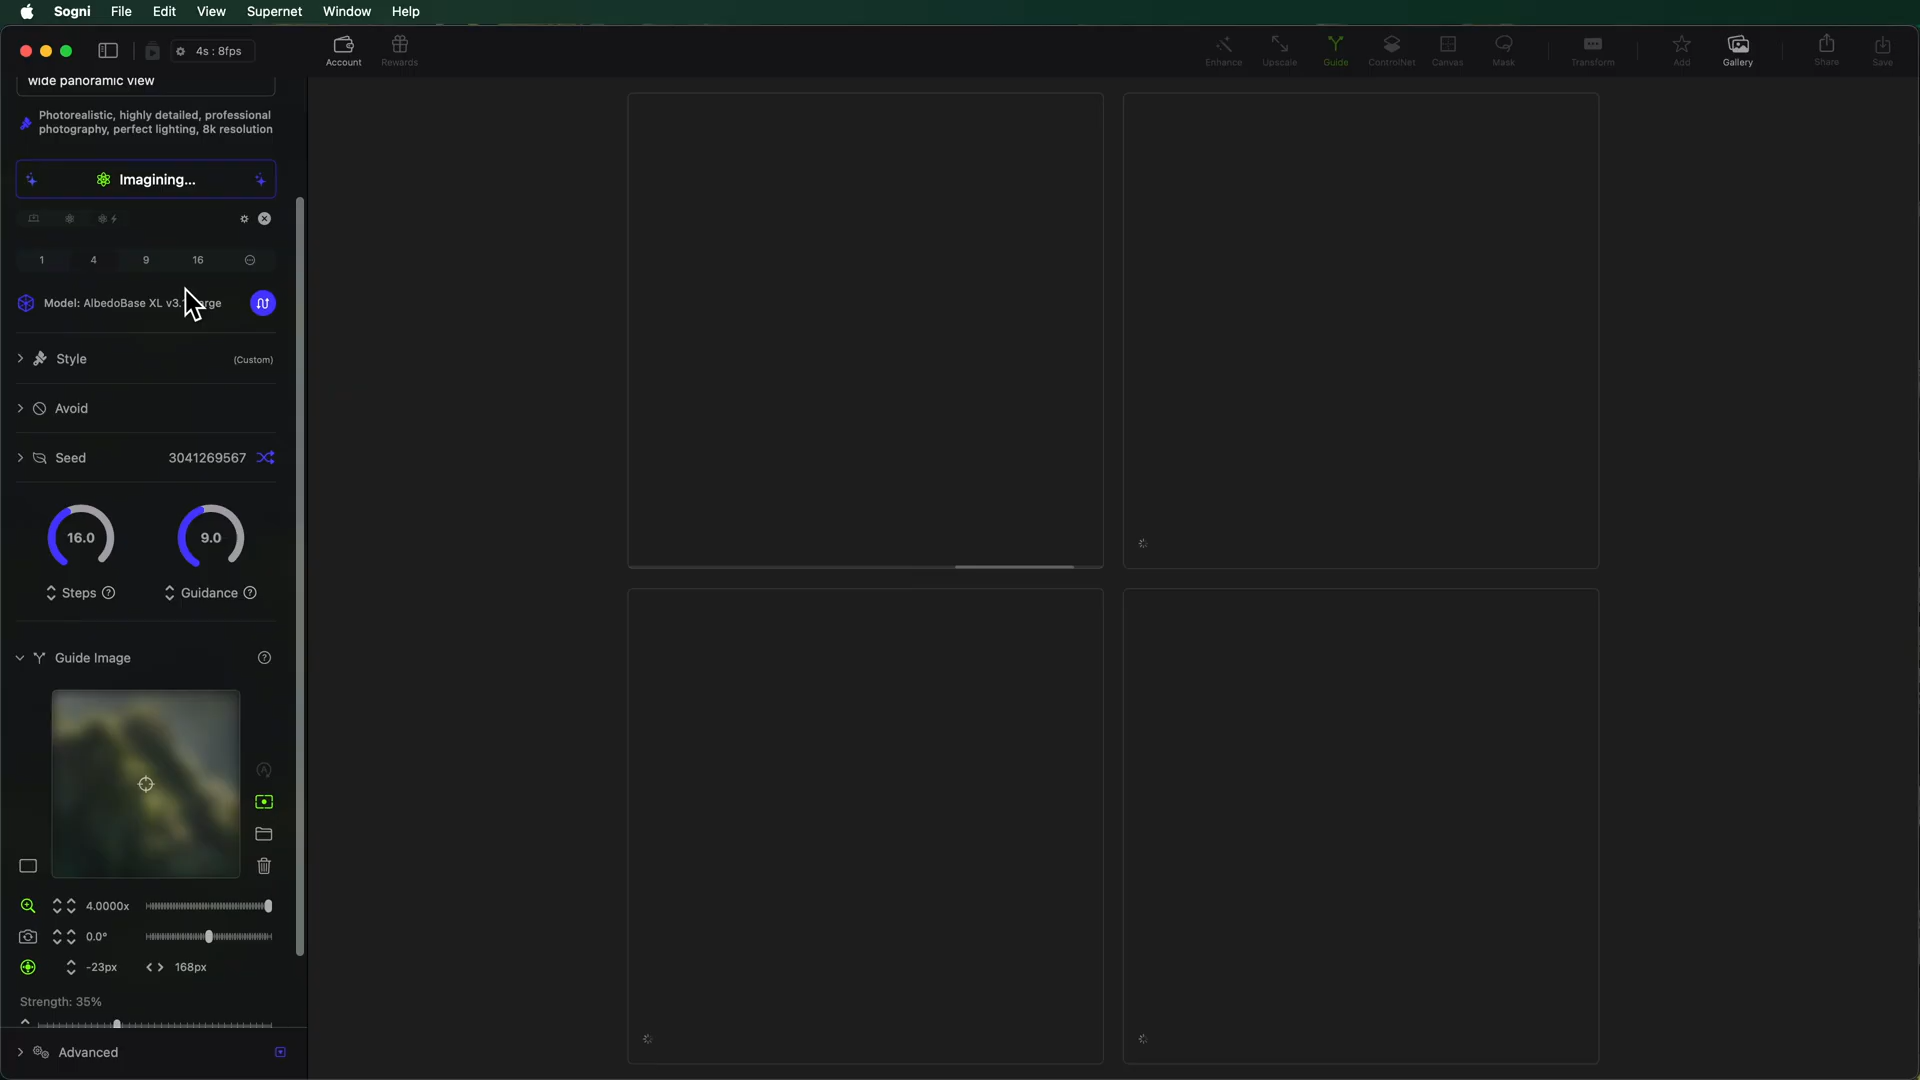 Sogni File Edit View Supernet Window Help
4s : 8fps
Account
Rewards
Enhance
Upscale
Guide
ControlNet
Canvas
Mask
Transform
Add
Gallery
Share
Save
wide panoramic view
Photorealistic, highly detailed, professional
photography, perfect lighting, 8k resolution
Imagining...
1 4 9 16
Model: AlbedoBase XL
Style (Custom)
Avoid
Seed 3041269567
16.0 9.0
Steps Guidance
Guide Image
4.0000x
0.0°
-23px 168px
Strength: 35%
Advanced